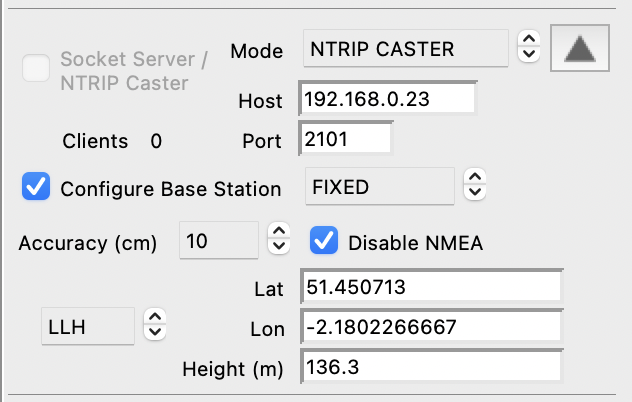 Socket Server /
NTRIP Caster
Mode NTRIP CASTER
Host 192.168.0.23
Clients 0 Port 2101
Configure Base Station FIXED
Accuracy (cm) 10 Disable NMEA
Lat 51.450713
LLH Lon -2.1802266667
Height (m) 136.3